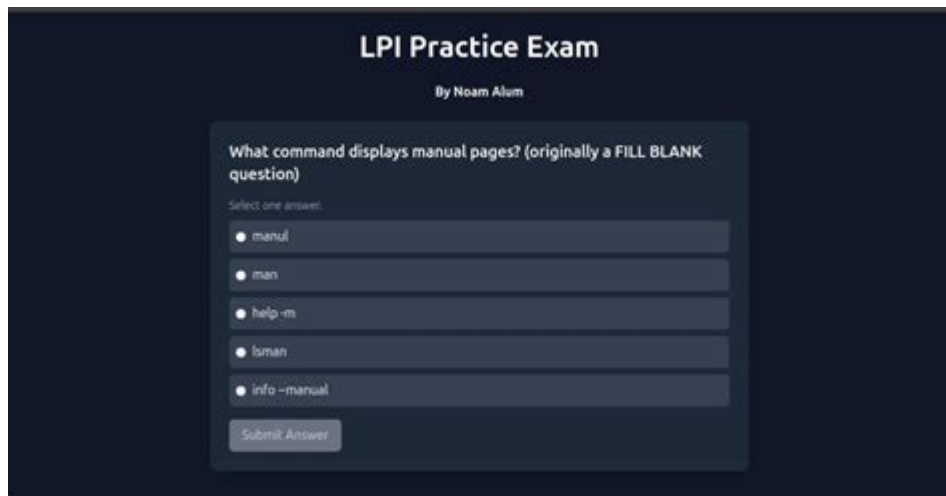 LPI Practice Exam
By Noam Alum
What command displays manual pages? (originally a FILL BLANK
question)
Select one answer.
manul
man
help -m
lsman
info –manual
Submit Answer